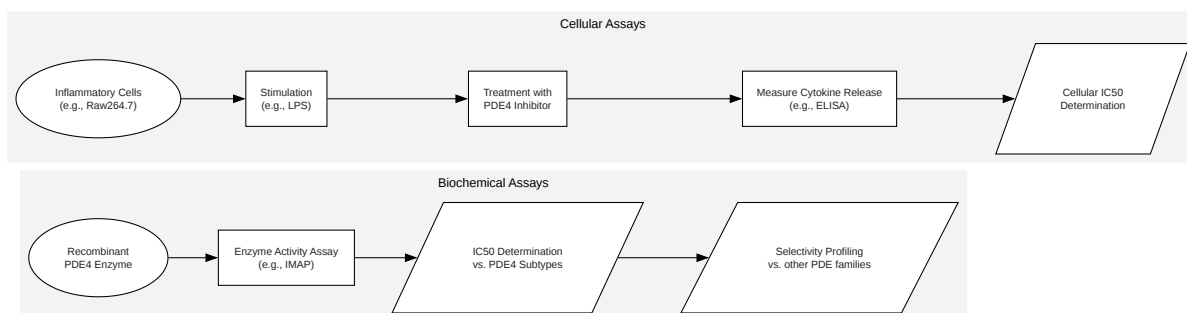 Cellular Assays
Inflammatory Cells
(e.g., Raw264.7)
Stimulation
(e.g., LPS)
Treatment with
PDE4 Inhibitor
Measure Cytokine Release
(e.g., ELISA)
Cellular IC50
Determination
Biochemical Assays
Recombinant
PDE4 Enzyme
Enzyme Activity Assay
(e.g., IMAP)
IC50 Determination
vs. PDE4 Subtypes
Selectivity Profiling
vs. other PDE families